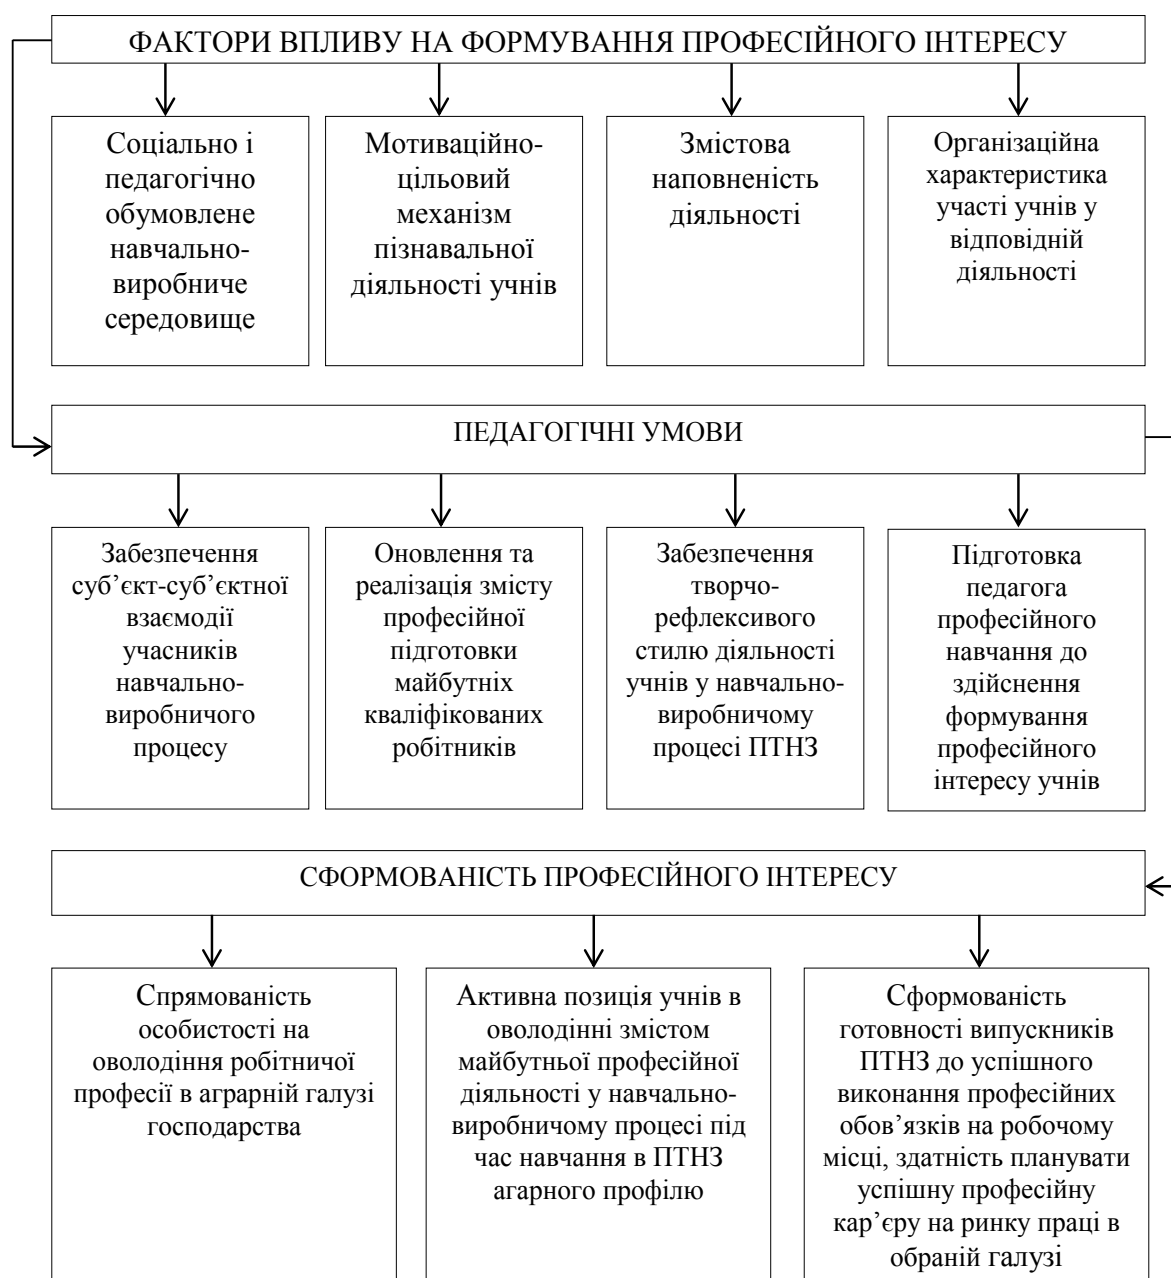 ФАКТОРИ ВПЛИВУ НА ФОРМУВАННЯ ПРОФЕСІЙНОГО ІНТЕРЕСУ
Соціально і
педагогічно
обумовлене
навчально-
виробниче
середовище
Мотиваційно-
цільовий
механізм
пізнавальної
діяльності учнів
Змістова
наповненість
діяльності
Організаційна
характеристика
участі учнів у
відповідній
діяльності
ПЕДАГОГІЧНІ УМОВИ
Забезпечення
суб’єкт-суб’єктної
взаємодії
учасників
навчально-
виробничого
процесу
Оновлення та
реалізація змісту
професійної
підготовки
майбутніх
кваліфікованих
робітників
Забезпечення
творчо-
рефлексивого
стилю діяльності
учнів у навчально-
виробничому
процесі ПТНЗ
Підготовка
педагога
професійного
навчання до
здійснення
формування
професійного
інтересу учнів
СФОРМОВАНІСТЬ ПРОФЕСІЙНОГО ІНТЕРЕСУ
Спрямованість
особистості на
оволодіння робітничої
професії в аграрній галузі
господарства
Активна позиція учнів в
оволодінні змістом
майбутньої професійної
діяльності у навчально-
виробничому процесі під
час навчання в ПТНЗ
агарного профілю
Сформованість
готовності випускників
ПТНЗ до успішного
виконання професійних
обов’язків на робочому
місці, здатність планувати
успішну професійну
кар’єру на ринку праці в
обраній галузі